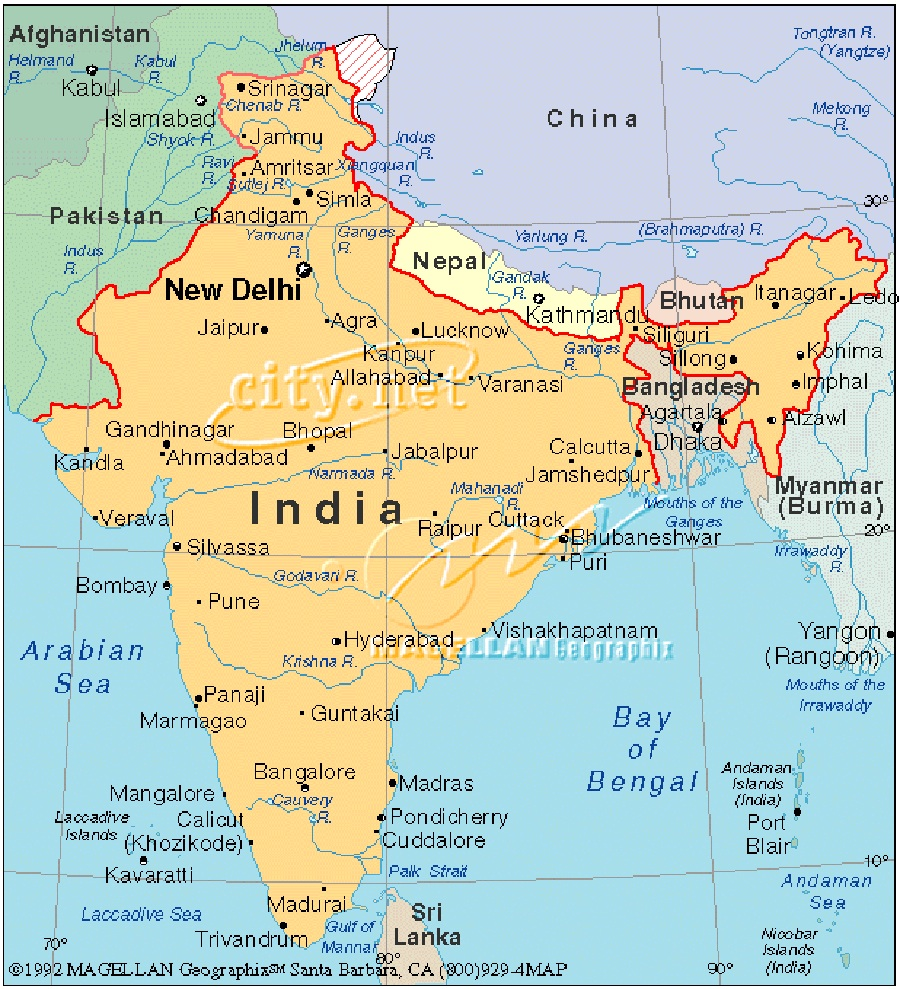 Afghanistan
Helmand
R.
Kabul
R.
Kabul
Jhelum
R.
Tongtran R.
(Yangtze)
Srinagar
Chenab R.
Islamabad
China
Mekong
R.
Shyok R.
Jammu
Indus
R.
Ravi
R.
Amritsar
Xiangquan
R.
Sutlej R.
Simla
Pakistan
Chandigarn
30°
Yamuna
R.
Ganges
R.
Yarlung R.
(Brahmaputra) R.
Indus
R.
Nepal
Gandak
R.
New Delhi
Kathmandu
Bhutan
Itanagar
Ledo
Jaipur
Agra
Lucknow
Siliguri
Kanpur
Ganges
R.
Sillong
Kohima
city.net
Allahabad
Varanasi
Bangladesh
Imphal
Agartala
Aizawl
Gandhinagar
Bhopal
Calcutta
Dhaka
Kandla
Ahmadabad
Jabalpur
Narmada R.
Jamshedpur
Myanmar
(Burma)
India
Mahanadi
R.
Mouths of the
Ganges
Veraval
Raipur
Cuttack
20°
Silvassa
Bhubaneshwar
Puri
Irrawaddy
R.
Bombay
Godavari R.
Pune
Arabian
Sea
Hyderabad
Vishakhapatnam
MAGELLAN Geographix
Yangon
(Rangoon)
Krishna R.
Mouths of the
Irrawaddy
Panaji
Marmagao
Guntakal
Bay
of
Bengal
Bangalore
Madras
Andaman
Islands
(India)
Mangalore
Cauvery
R.
Laccadive
Islands
Calicut
(Khozikode)
Pondicherry
Cuddalore
Port
Blair
Kavaratti
Palk Strait
10°
Madurai
Andaman
Sea
Laccadive Sea
Sri
Lanka
Trivandrum
Gulf of
Mannar
Nicobar
Islands
(India)
70°
80°
90°
©1992 MAGELLAN Geographix℠ Santa Barbara, CA (800)929-4MAP